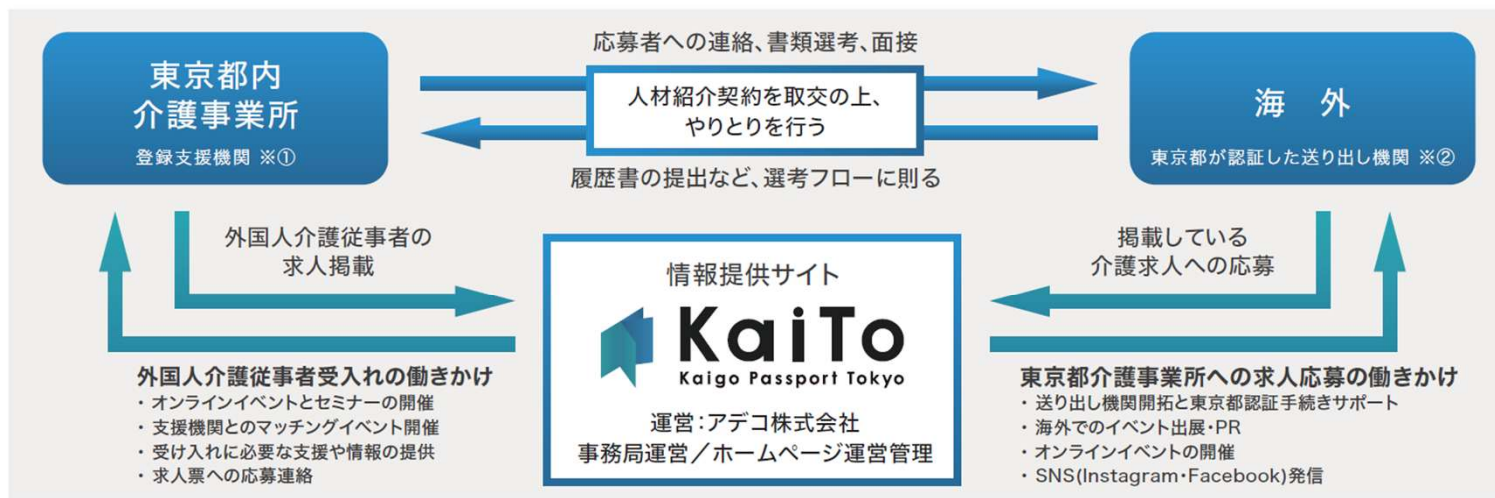 東京都内
介護事業所
登録支援機関 ※①
応募者への連絡、書類選考、面接
人材紹介契約を取交の上、
やりとりを行う
履歴書の提出など、選考フローに則る
海 外
東京都が認証した送り出し機関 ※②
外国人介護従事者の
求人掲載
情報提供サイト
KaiTo
Kaigo Passport Tokyo
運営：アデコ株式会社
事務局運営／ホームページ運営管理
掲載している
介護求人への応募
外国人介護従事者受入れの働きかけ
・オンラインイベントとセミナーの開催
・支援機関とのマッチングイベント開催
・受け入れに必要な支援や情報の提供
・求人票への応募連絡
東京都介護事業所への求人応募の働きかけ
・送り出し機関開拓と東京都認証手続きサポート
・海外でのイベント出展・PR
・オンラインイベントの開催
・SNS(Instagram・Facebook)発信